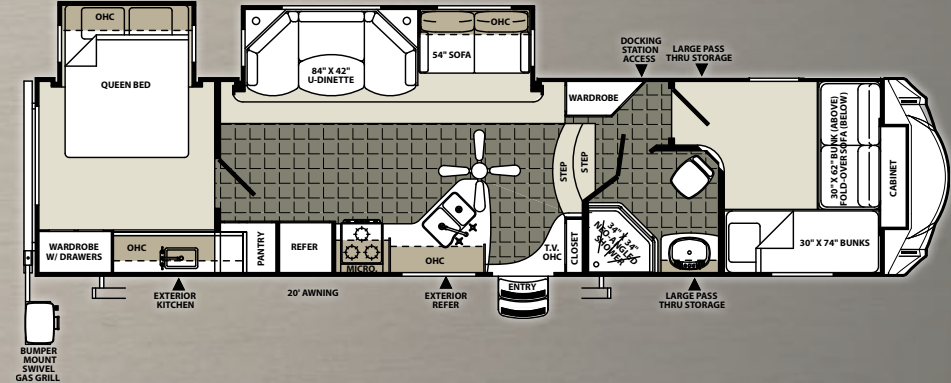 OHC
QUEEN BED
84" X 42"
U-DINETTE
54" SOFA
OHC
DOCKING
STATION
ACCESS
LARGE PASS
THRU STORAGE
WARDROBE
STEP
STEP
30" X 62" BUNK (ABOVE)
FOLD-OVER SOFA (BELOW)
CABINET
30" X 74" BUNKS
WARDROBE
W/ DRAWERS
OHC
PANTRY
REFER
MICRO.
OHC
T.V.
OHC
CLOSET
34" X 34"
NEO-ANGLED
SHOWER
ENTRY
EXTERIOR
KITCHEN
20' AWNING
EXTERIOR
REFER
LARGE PASS
THRU STORAGE
BUMPER
MOUNT
SWIVEL
GAS GRILL